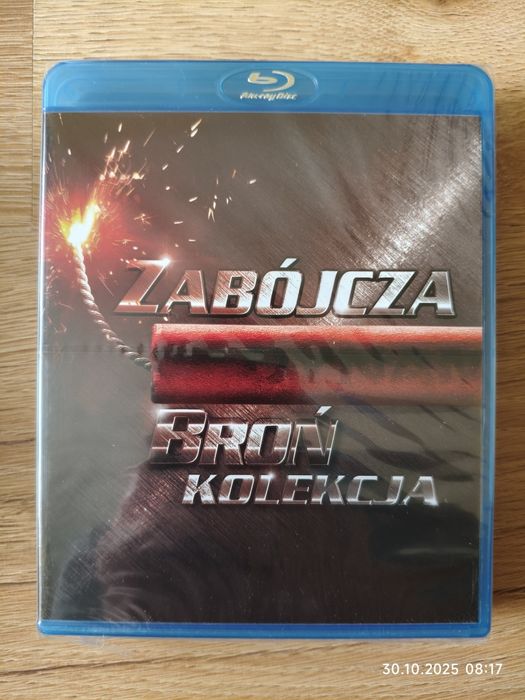 Blu-ray Disc
ZABÓJCZA
BROŃ
KOLEKCJA
30.10.2025 08:17